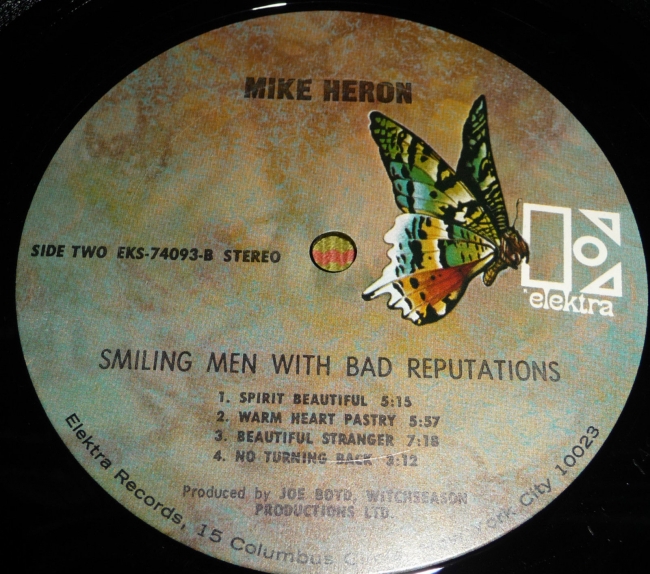 MIKE HERON
SIDE TWO EKS-74093-B STEREO
elektra
SMILING MEN WITH BAD REPUTATIONS
1. SPIRIT BEAUTIFUL 5:15
2. WARM HEART PASTRY 5:57
3. BEAUTIFUL STRANGER 7:18
4. NO TURNING BACK 3:12
Produced by JOE BOYD, WITCHSEASON
PRODUCTIONS LTD.
Elektra Records, 15 Columbus York City 10023